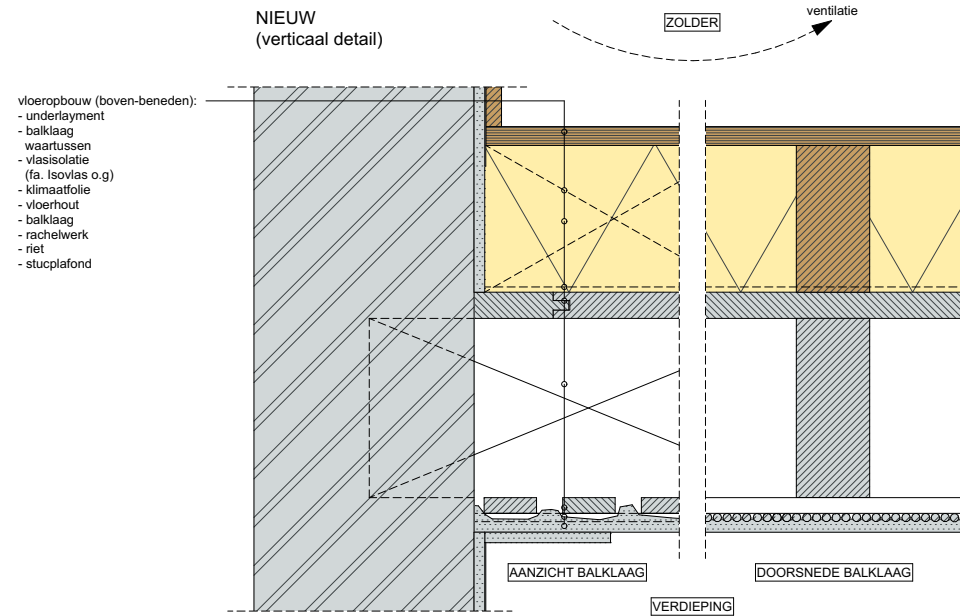 NIEUW
(verticaal detail)
ZOLDER
ventilatie
vloeropbouw (boven-beneden):
- underlayment
- balklaag
waartussen
- vlasisolatie
(fa. Isovlas o.g)
- klimaatfolie
- vloerhout
- balklaag
- rachelwerk
- riet
- stucplafond
AANZICHT BALKLAAG
DOORSNEDE BALKLAAG
VERDIEPING